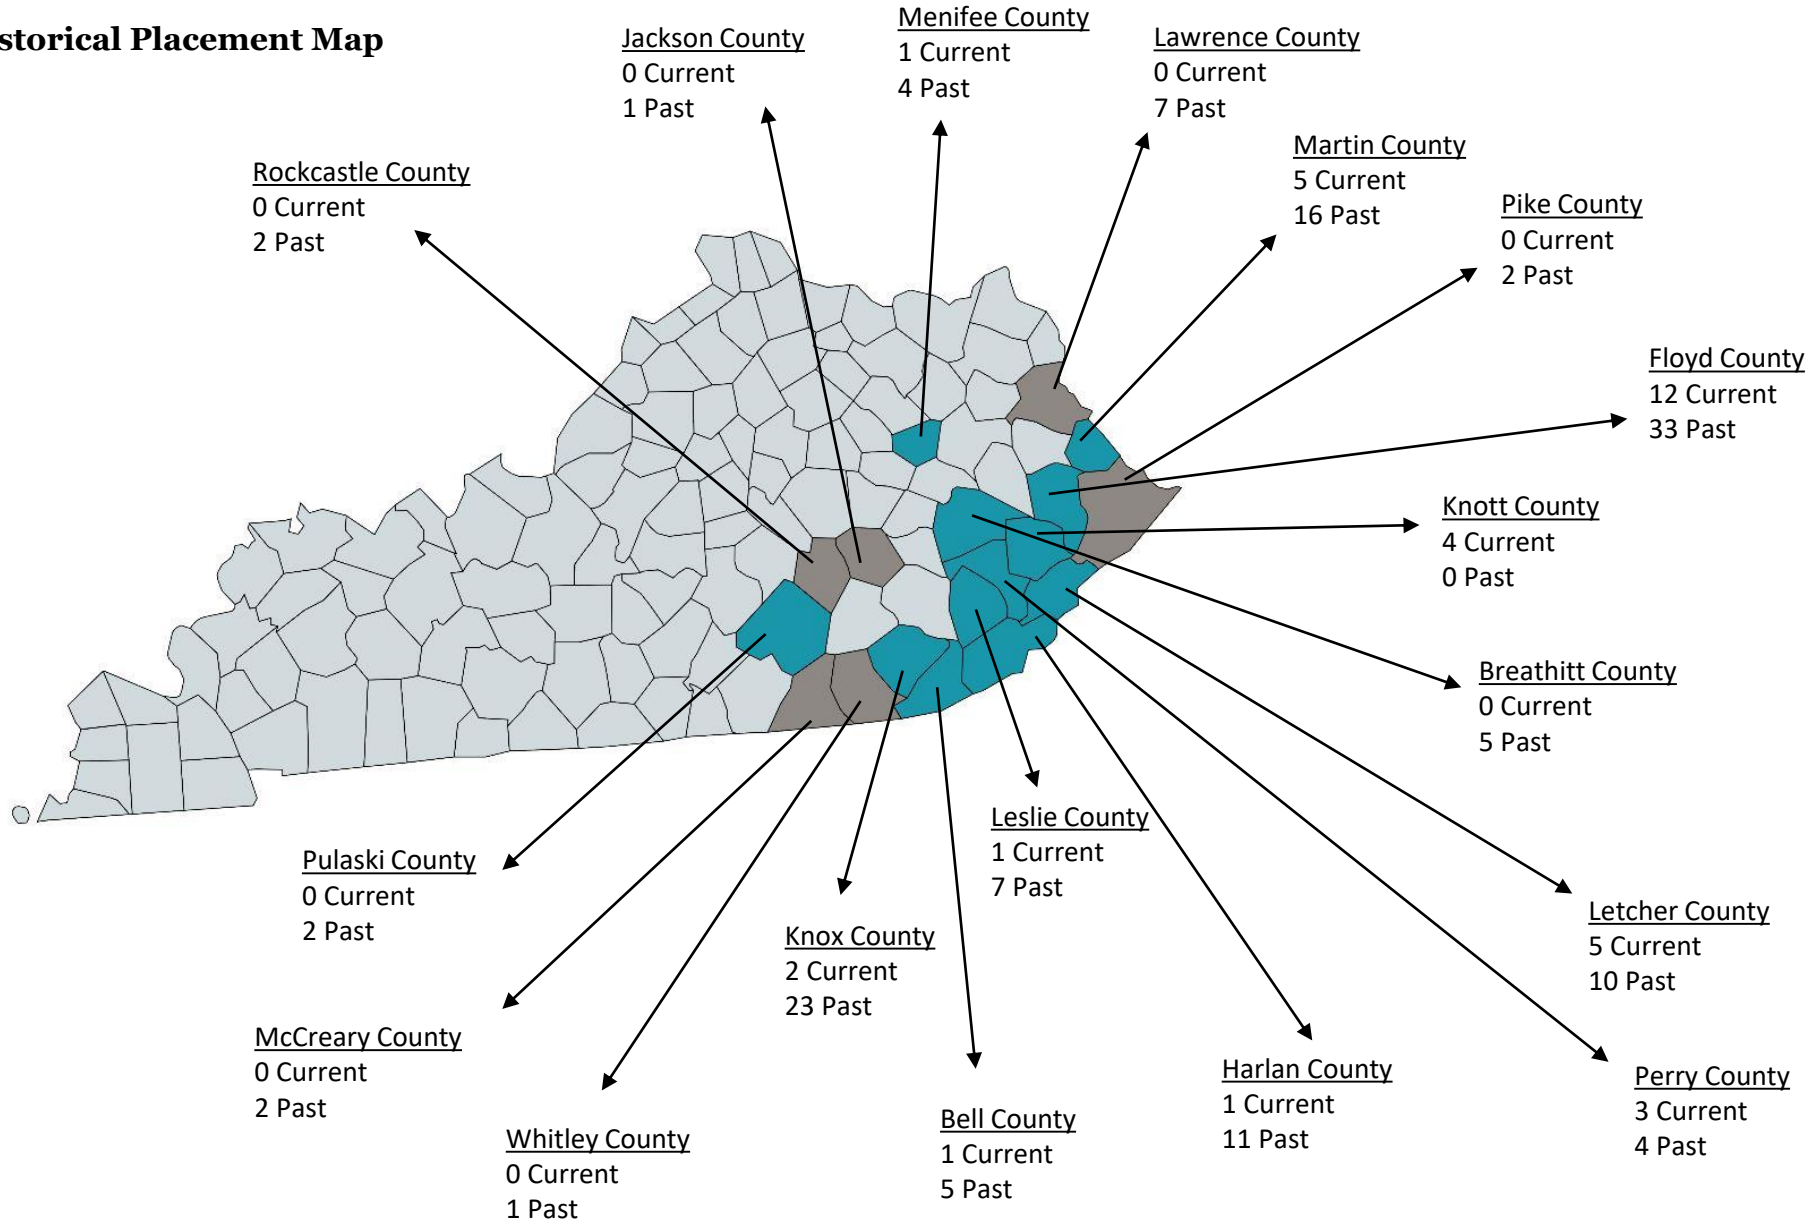 storical Placement Map
Jackson County
0 Current
1 Past
Menifee County
1 Current
4 Past
Lawrence County
0 Current
7 Past
Martin County
5 Current
16 Past
Rockcastle County
0 Current
2 Past
Pike County
0 Current
2 Past
Floyd County
12 Current
33 Past
Knott County
4 Current
0 Past
Breathitt County
0 Current
5 Past
Leslie County
1 Current
7 Past
Pulaski County
0 Current
2 Past
Knox County
2 Current
23 Past
Letcher County
5 Current
10 Past
McCreary County
0 Current
2 Past
Harlan County
1 Current
11 Past
Perry County
3 Current
4 Past
Bell County
1 Current
5 Past
Whitley County
0 Current
1 Past